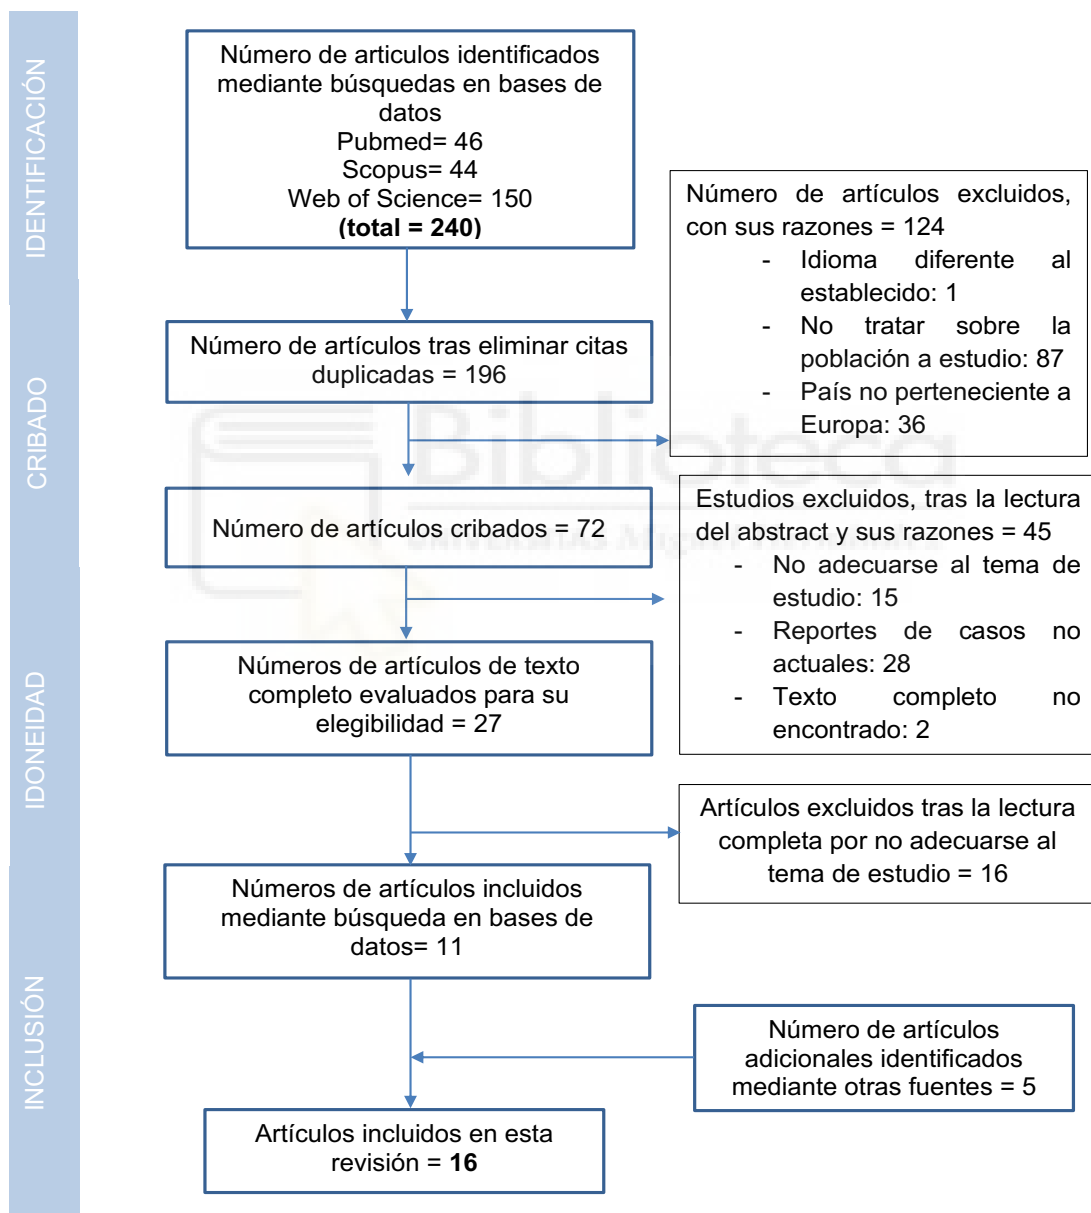 IDENTIFICACIÓN
Número de articulos identificados
mediante búsquedas en bases de
datos
Pubmed= 46
Scopus= 44
Web of Science= 150
(total = 240)
Número de artículos excluidos,
con sus razones = 124
- Idioma diferente al
establecido: 1
- No tratar sobre la
población a estudio: 87
- País no perteneciente a
Europa: 36
CRIBADO
Número de artículos tras eliminar citas
duplicadas = 196
Biblioteca
Número de artículos cribados = 72
Estudios excluidos, tras la lectura
del abstract y sus razones = 45
- No adecuarse al tema de
estudio: 15
- Reportes de casos no
actuales: 28
- Texto completo no
encontrado: 2
IDONEIDAD
Números de artículos de texto
completo evaluados para su
elegibilidad = 27
Artículos excluidos tras la lectura
completa por no adecuarse al
tema de estudio = 16
Números de artículos incluidos
mediante búsqueda en bases de
datos= 11
INCLUSIÓN
Número de artículos
adicionales identificados
mediante otras fuentes = 5
Artículos incluidos en esta
revisión = 16